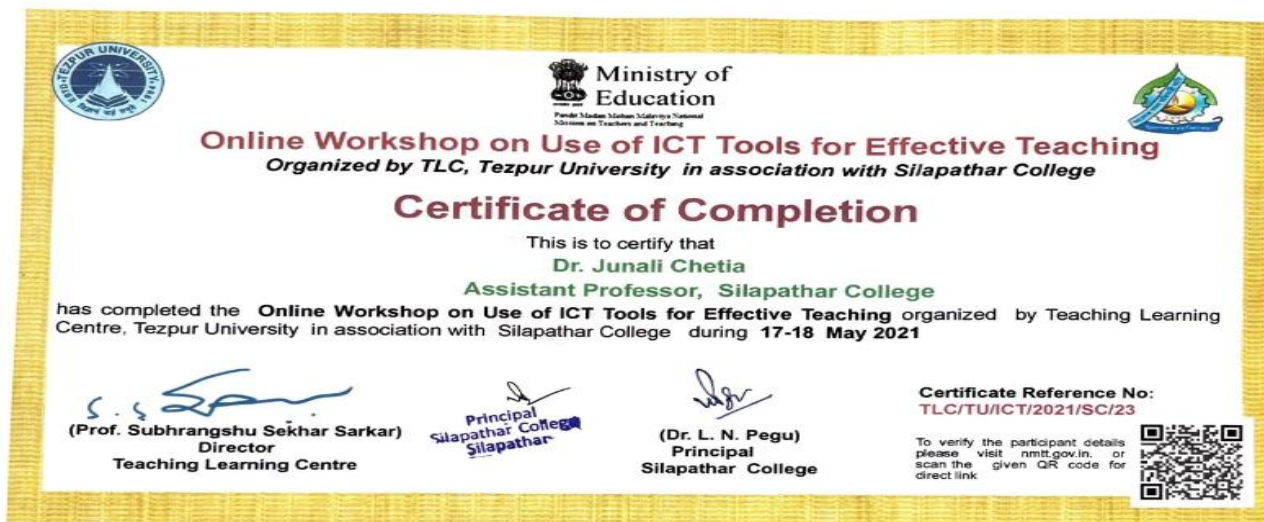 TEZPUR UNIVERSITY
Ministry of
Education
Pandit Madan Mohan Malaviya National
Mission on Teachers and Teaching
Online Workshop on Use of ICT Tools for Effective Teaching
Organized by TLC, Tezpur University in association with Silapathar College
Certificate of Completion
This is to certify that
Dr. Junali Chetia
Assistant Professor, Silapathar College
has completed the Online Workshop on Use of ICT Tools for Effective Teaching organized by Teaching Learning
Centre, Tezpur University in association with Silapathar College during 17-18 May 2021
(Prof. Subhrangshu Sekhar Sarkar)
Director
Teaching Learning Centre
Principal
Silapathar College
Silapathar
(Dr. L. N. Pegu)
Principal
Silapathar College
Certificate Reference No:
TLC/TU/ICT/2021/SC/23
To verify the participant details
please visit nmtt.gov.in. or
scan the given QR code for
direct link